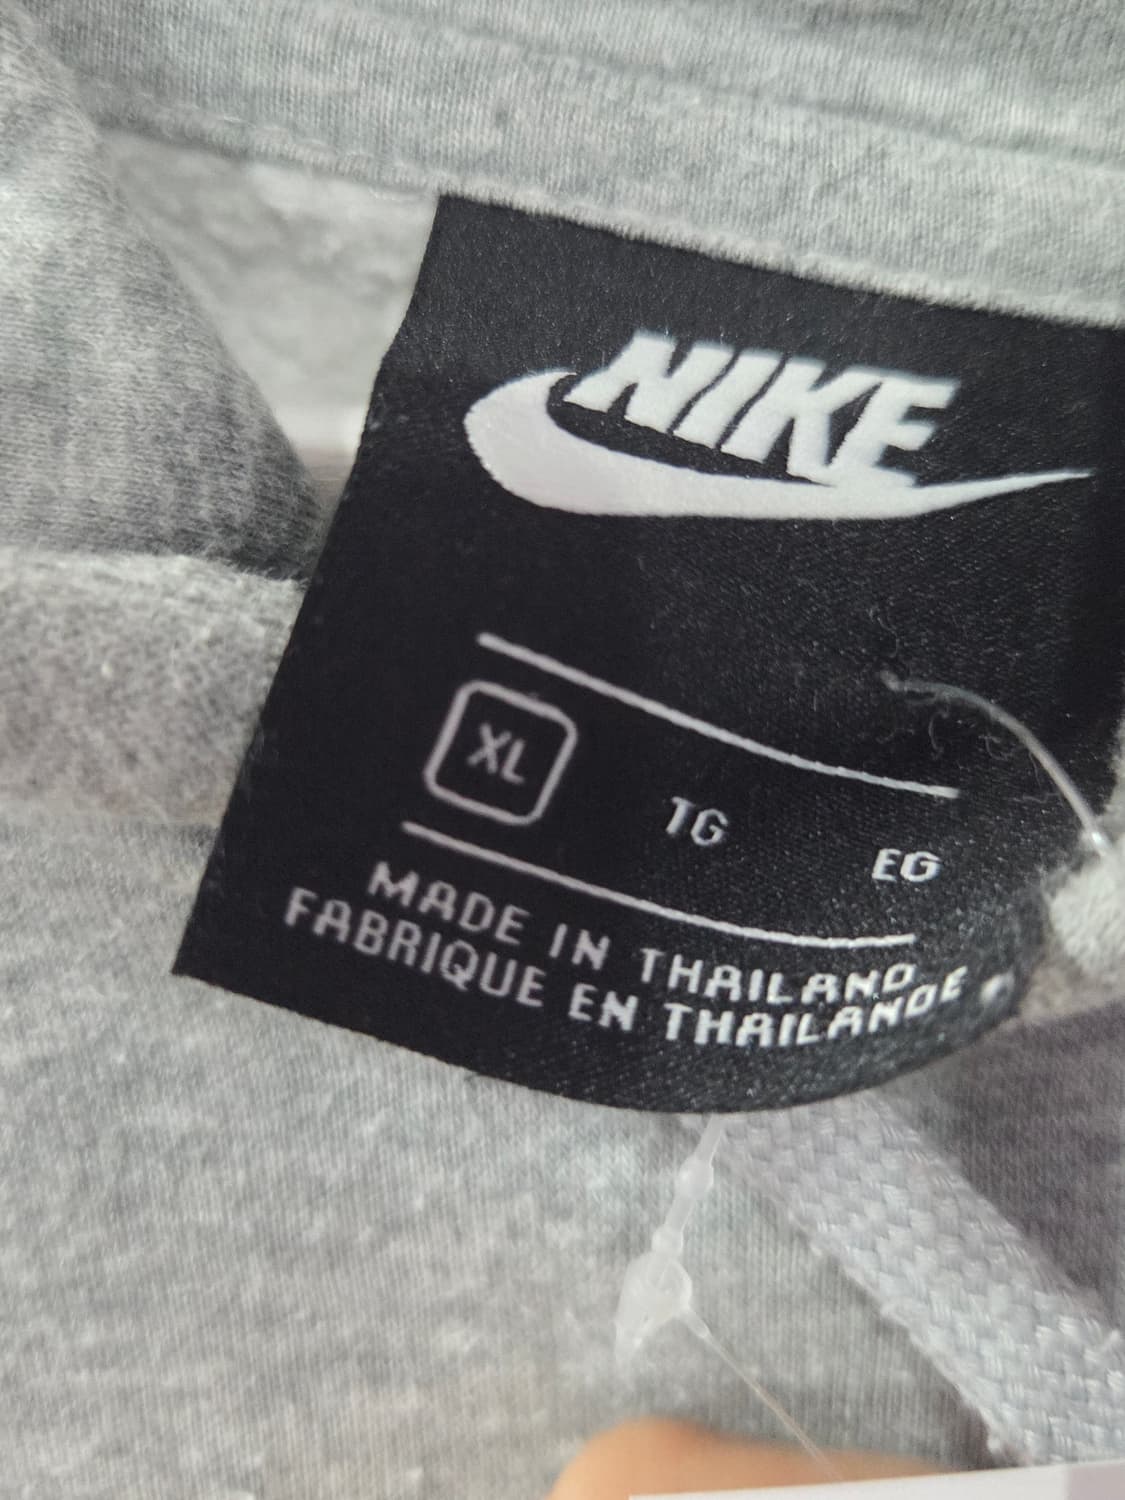 NIKE
XL TG EG
MADE IN THAILAND
FABRIQUE EN THAILANDE